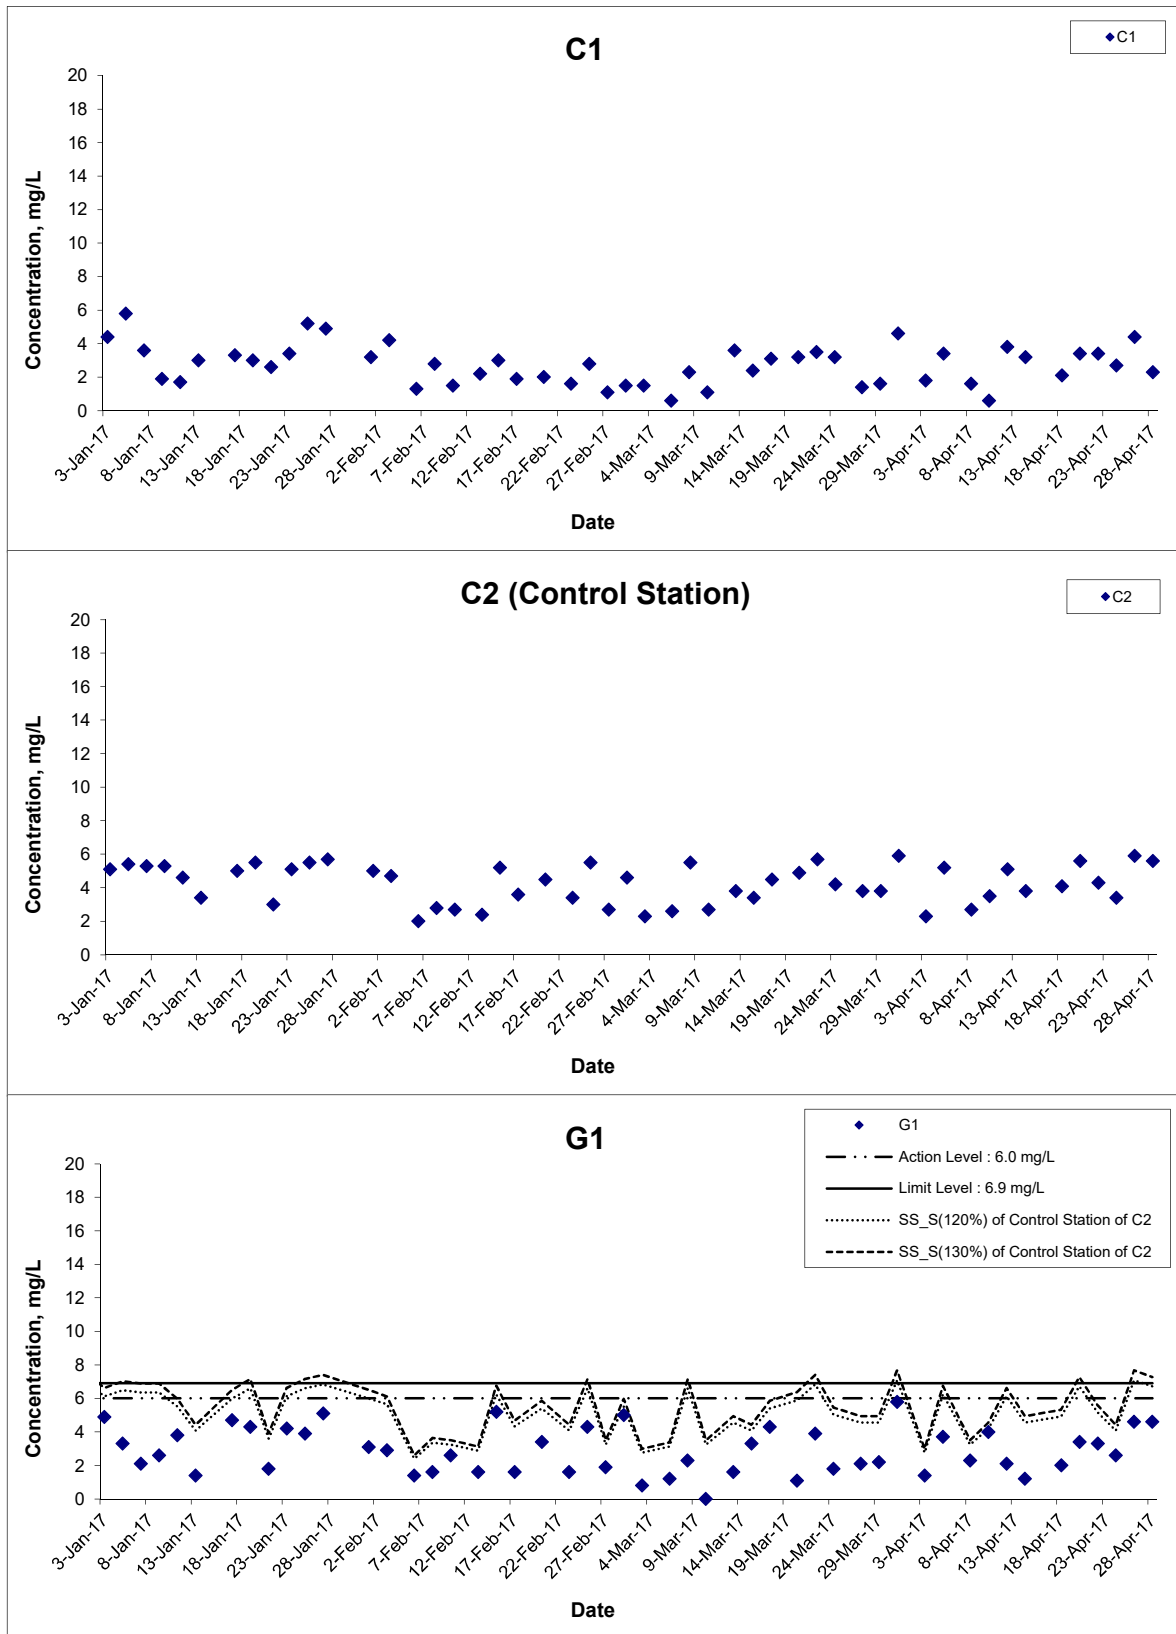 C1
C1
20
18
16
14
12
10
8
6
4
2
0
Concentration, mg/L
3-Jan-17
8-Jan-17
13-Jan-17
18-Jan-17
23-Jan-17
28-Jan-17
2-Feb-17
7-Feb-17
12-Feb-17
17-Feb-17
22-Feb-17
27-Feb-17
4-Mar-17
9-Mar-17
14-Mar-17
19-Mar-17
24-Mar-17
29-Mar-17
3-Apr-17
8-Apr-17
13-Apr-17
18-Apr-17
23-Apr-17
28-Apr-17
Date
C2 (Control Station)
C2
20
18
16
14
12
10
8
6
4
2
0
Concentration, mg/L
3-Jan-17
8-Jan-17
13-Jan-17
18-Jan-17
23-Jan-17
28-Jan-17
2-Feb-17
7-Feb-17
12-Feb-17
17-Feb-17
22-Feb-17
27-Feb-17
4-Mar-17
9-Mar-17
14-Mar-17
19-Mar-17
24-Mar-17
29-Mar-17
3-Apr-17
8-Apr-17
13-Apr-17
18-Apr-17
23-Apr-17
28-Apr-17
Date
G1
G1
Action Level : 6.0 mg/L
Limit Level : 6.9 mg/L
SS_S(120%) of Control Station of C2
SS_S(130%) of Control Station of C2
20
18
16
14
12
10
8
6
4
2
0
Concentration, mg/L
3-Jan-17
8-Jan-17
13-Jan-17
18-Jan-17
23-Jan-17
28-Jan-17
2-Feb-17
7-Feb-17
12-Feb-17
17-Feb-17
22-Feb-17
27-Feb-17
4-Mar-17
9-Mar-17
14-Mar-17
19-Mar-17
24-Mar-17
29-Mar-17
3-Apr-17
8-Apr-17
13-Apr-17
18-Apr-17
23-Apr-17
28-Apr-17
Date